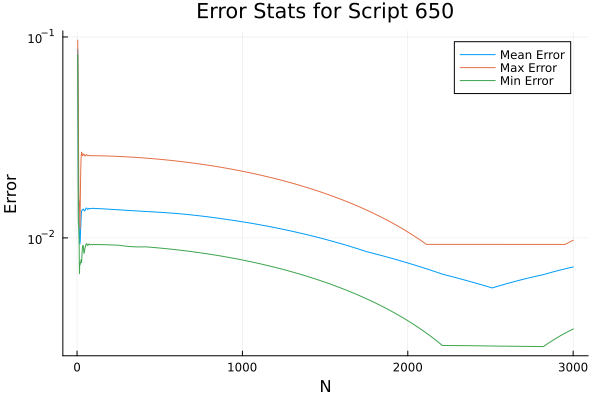 Error Stats for Script 650
10⁻¹
Mean Error
Max Error
Min Error
Error
10⁻²
0
1000
2000
3000
N